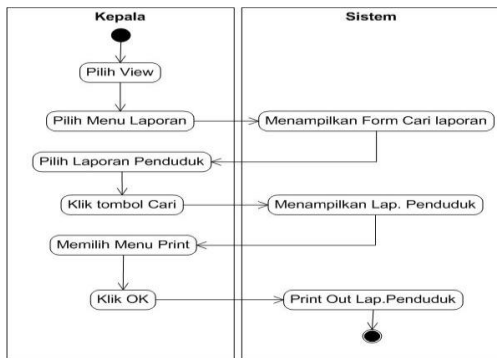 Kepala
Sistem
Pilih View
Pilih Menu Laporan
Menampilkan Form Cari laporan
Pilih Laporan Penduduk
Klik tombol Cari
Menampilkan Lap. Penduduk
Memilih Menu Print
Klik OK
Print Out Lap.Penduduk